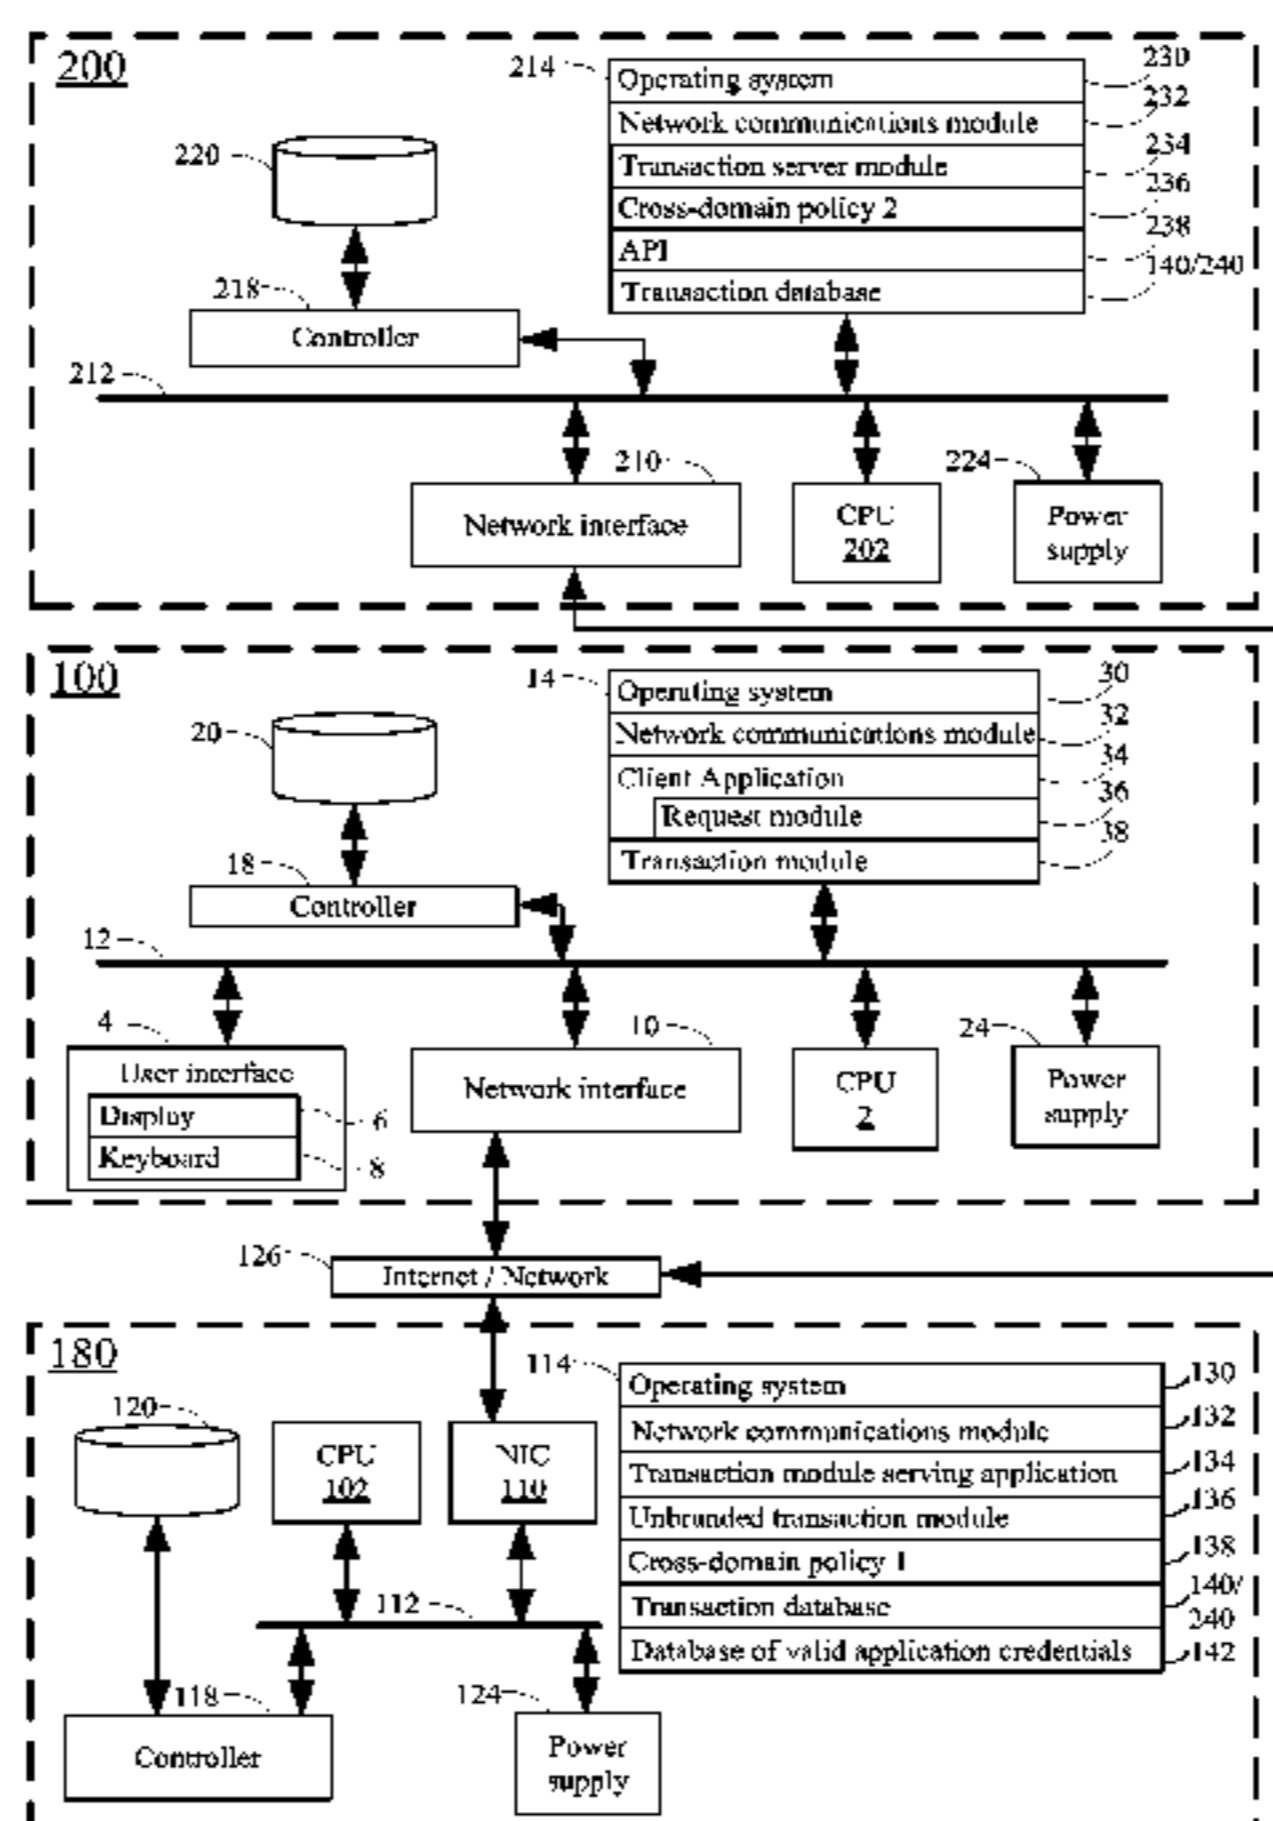 200
214
Operating system
230
Network communications module
232
Transaction server module
234
Cross-domain policy 2
236
API
238
Transaction database
140/240
220
218
Controller
212
210
Network interface
CPU
202
224
Power
supply
100
14
Operating system
30
Network communications module
32
Client Application
34
Request module
36
Transaction module
38
20
18
Controller
12
4
User interface
Display
6
Keyboard
8
10
Network interface
CPU
2
24
Power
supply
126
Internet / Network
180
114
Operating system
130
Network communications module
132
Transaction module serving application
134
Unbranded transaction module
136
Cross-domain policy 1
138
Transaction database
140/
240
Database of valid application credentials
142
120
CPU
102
NIC
110
112
118
Controller
124
Power
supply